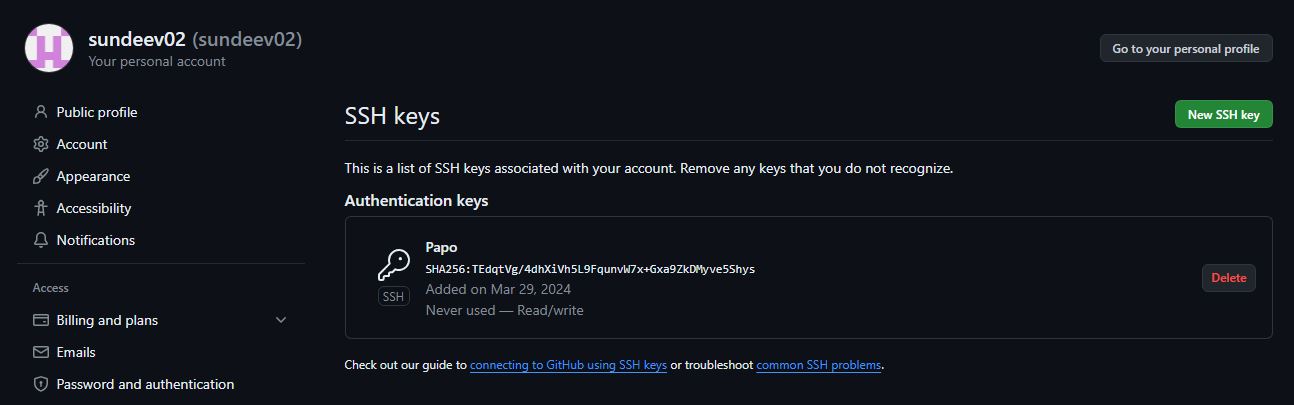 sundeev02 (sundeev02)
Your personal account
Go to your personal profile
Public profile
Account
Appearance
Accessibility
Notifications
Access
Billing and plans
Emails
Password and authentication
SSH keys
New SSH key
This is a list of SSH keys associated with your account. Remove any keys that you do not recognize.
Authentication keys
Papo
SHA256:TEdqtVg/4dhXiVh5L9FqunvW7x+Gxa9ZkDMyve5Shys
SSH
Added on Mar 29, 2024
Never used — Read/write
Delete
Check out our guide to connecting to GitHub using SSH keys or troubleshoot common SSH problems.